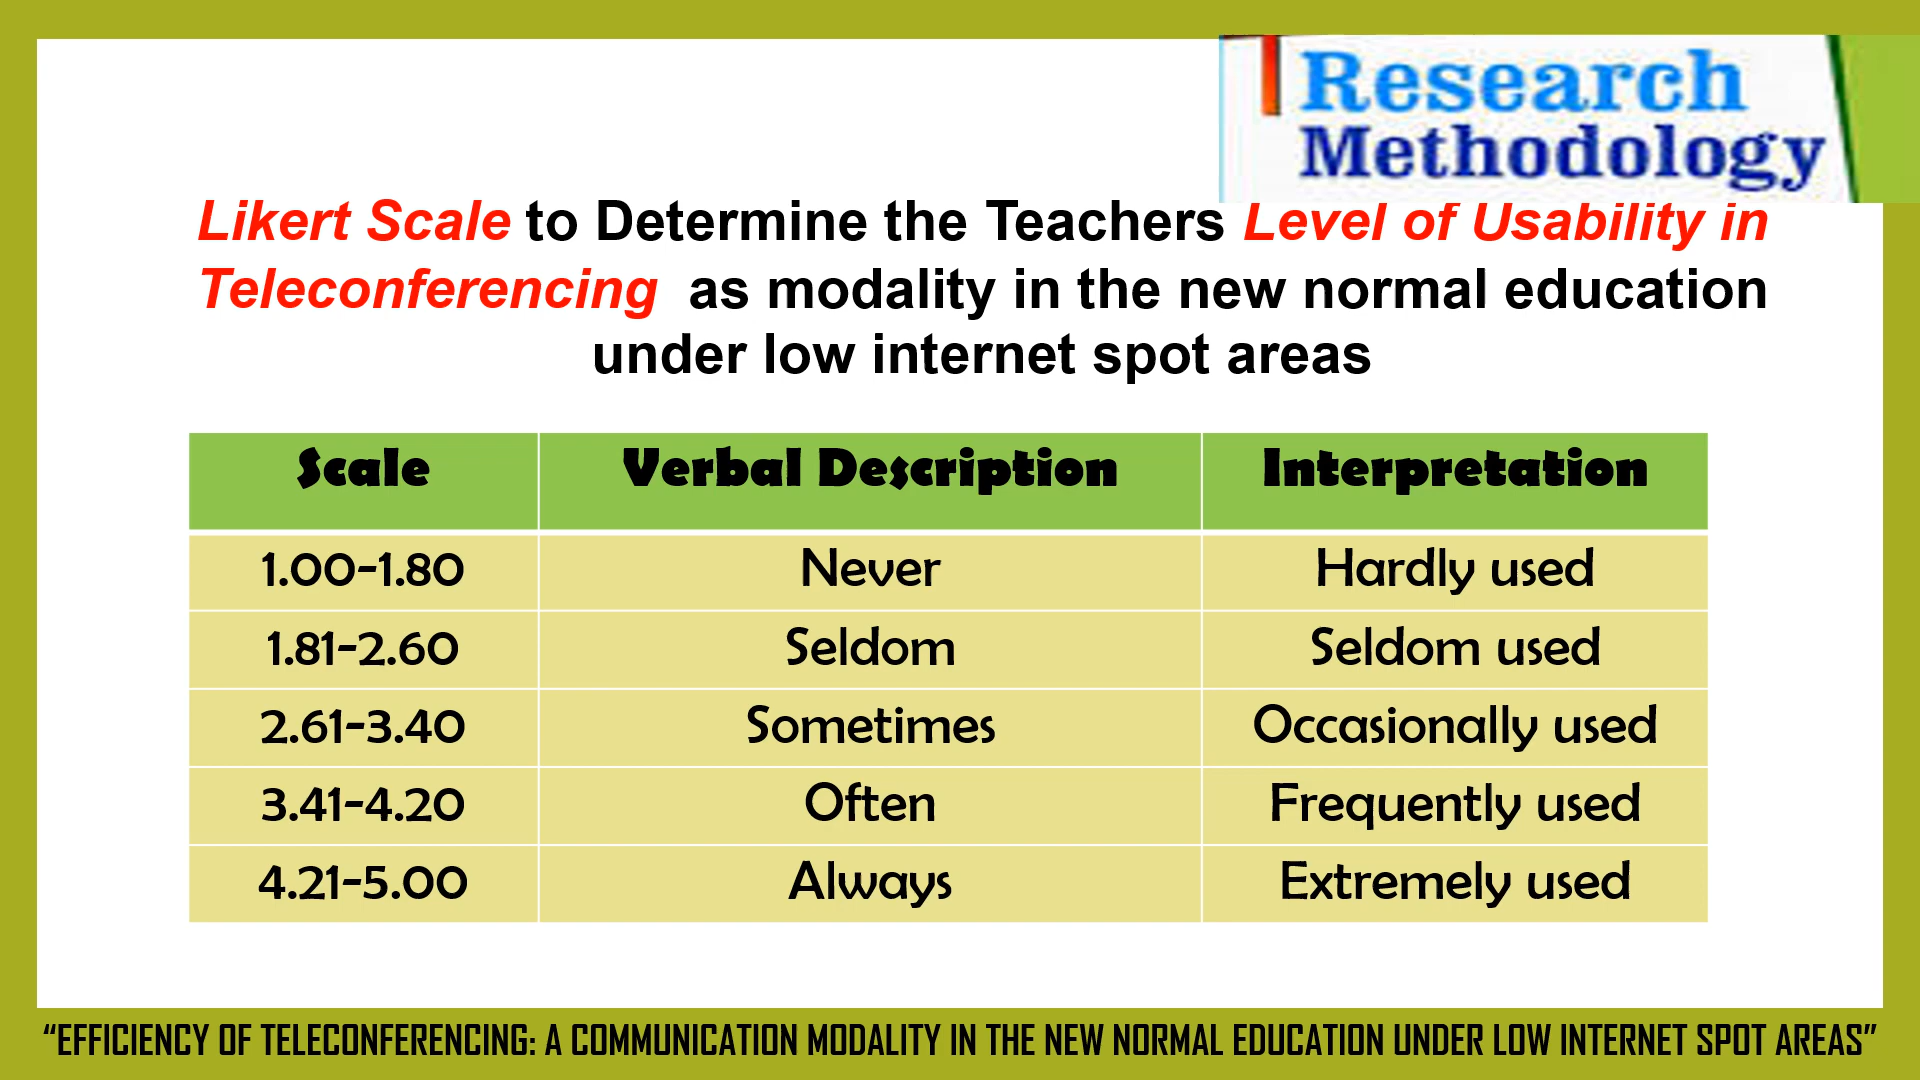 Research
Methodology
Likert Scale to Determine the Teachers Level of Usability in
Teleconferencing as modality in the new normal education
under low internet spot areas
Scale Verbal Description Interpretation
1.00-1.80 Never Hardly used
1.81-2.60 Seldom Seldom used
2.61-3.40 Sometimes Occasionally used
3.41-4.20 Often Frequently used
4.21-5.00 Always Extremely used
“EFFICIENCY OF TELECONFERENCING: A COMMUNICATION MODALITY IN THE NEW NORMAL EDUCATION UNDER LOW INTERNET SPOT AREAS”